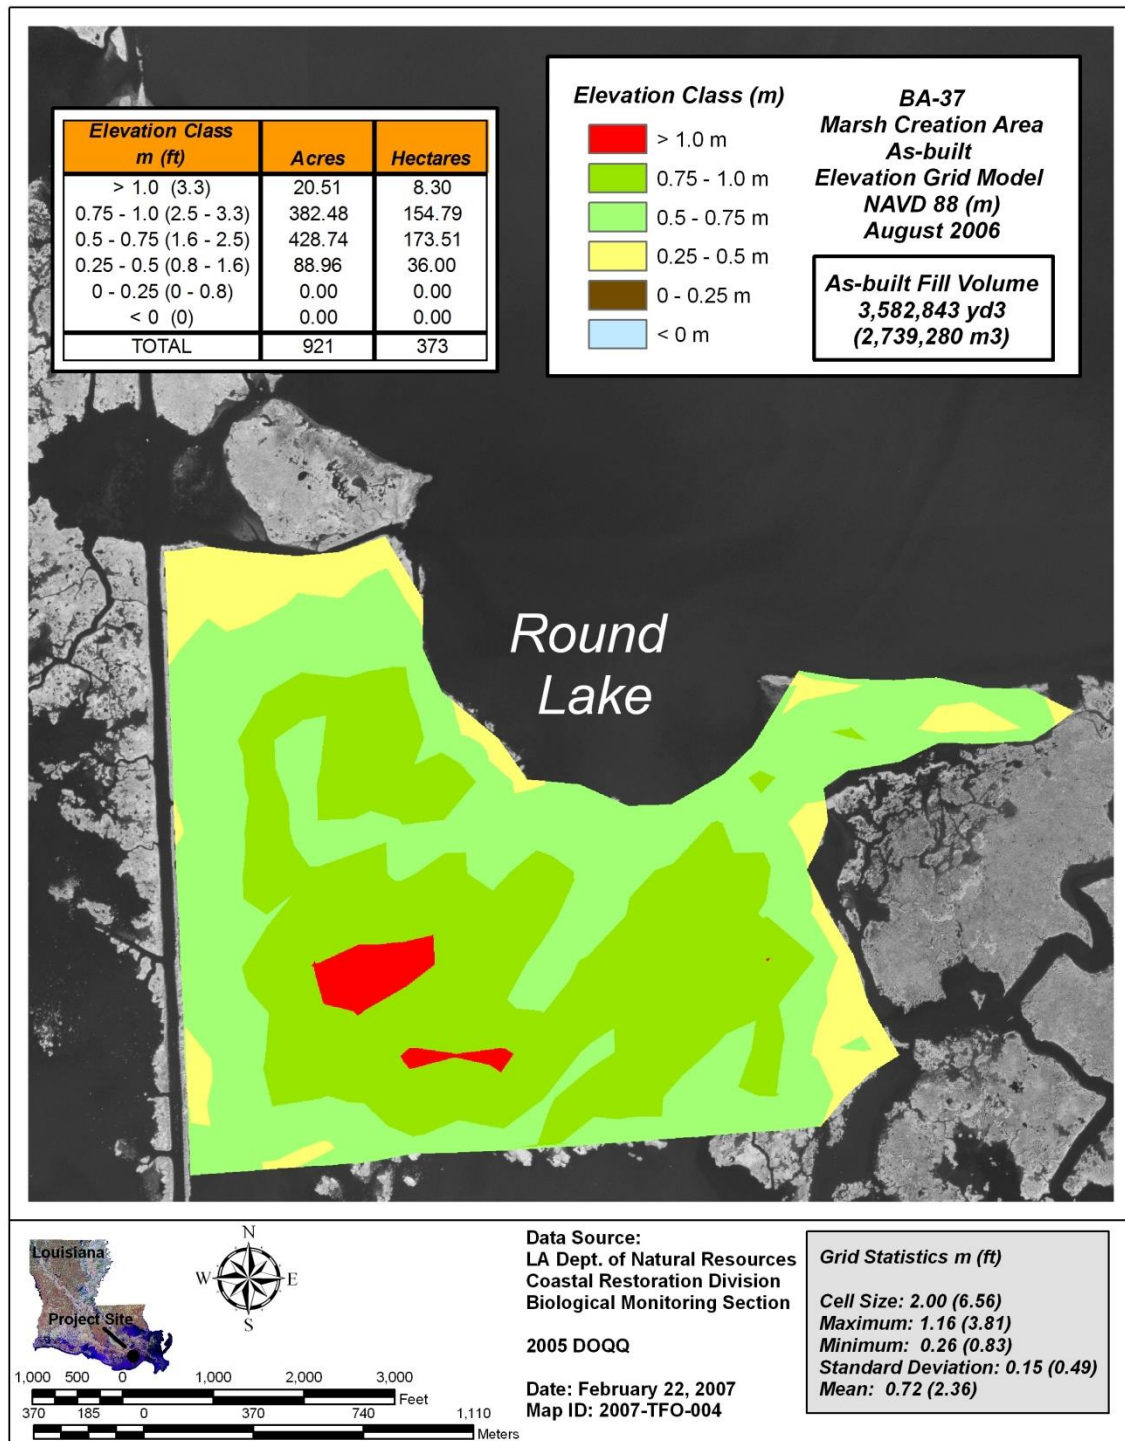 Elevation Class
m (ft) Acres Hectares
> 1.0 (3.3) 20.51 8.30
0.75 - 1.0 (2.5 - 3.3) 382.48 154.79
0.5 - 0.75 (1.6 - 2.5) 428.74 173.51
0.25 - 0.5 (0.8 - 1.6) 88.96 36.00
0 - 0.25 (0 - 0.8) 0.00 0.00
< 0 (0) 0.00 0.00
TOTAL 921 373
Elevation Class (m)
> 1.0 m
0.75 - 1.0 m
0.5 - 0.75 m
0.25 - 0.5 m
0 - 0.25 m
< 0 m
BA-37
Marsh Creation Area
As-built
Elevation Grid Model
NAVD 88 (m)
August 2006
As-built Fill Volume
3,582,843 yd3
(2,739,280 m3)
Round
Lake
Louisiana
Project Site
N
W E
S
1,000 500 0 1,000 2,000 3,000
Feet
370 185 0 370 740 1,110
Meters
Data Source:
LA Dept. of Natural Resources
Coastal Restoration Division
Biological Monitoring Section
2005 DOQQ
Date: February 22, 2007
Map ID: 2007-TFO-004
Grid Statistics m (ft)
Cell Size: 2.00 (6.56)
Maximum: 1.16 (3.81)
Minimum: 0.26 (0.83)
Standard Deviation: 0.15 (0.49)
Mean: 0.72 (2.36)